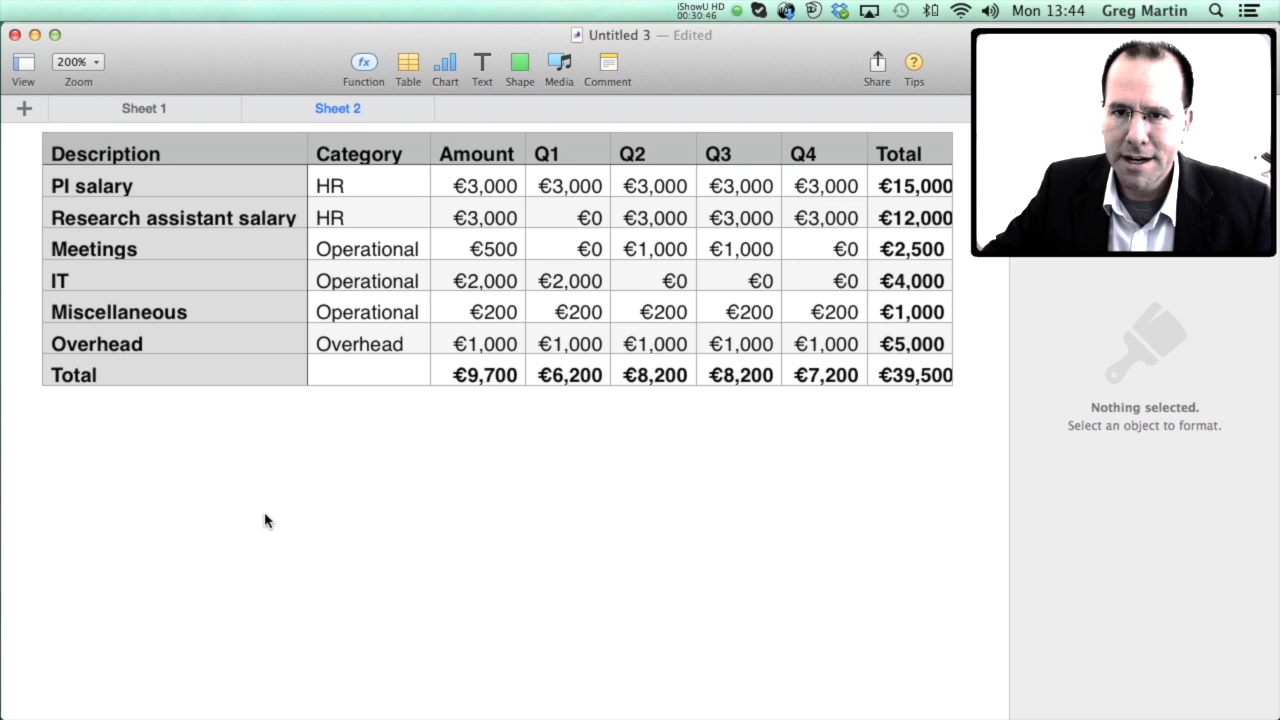 iShowU HD
00:30:46
Mon 13:44 Greg Martin
Untitled 3 — Edited
200%
View Zoom Function Table Chart Text Shape Media Comment Share Tips
fx ?
+ Sheet 1 Sheet 2
Description Category Amount Q1 Q2 Q3 Q4 Total
PI salary HR €3,000 €3,000 €3,000 €3,000 €3,000 €15,000
Research assistant salary HR €3,000 €0 €3,000 €3,000 €3,000 €12,000
Meetings Operational €500 €0 €1,000 €1,000 €0 €2,500
IT Operational €2,000 €2,000 €0 €0 €0 €4,000
Miscellaneous Operational €200 €200 €200 €200 €200 €1,000
Overhead Overhead €1,000 €1,000 €1,000 €1,000 €1,000 €5,000
Total €9,700 €6,200 €8,200 €8,200 €7,200 €39,500
Nothing selected.
Select an object to format.